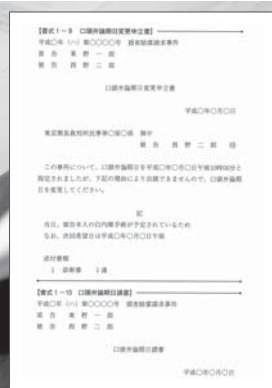 【書式1-9 口頭弁論期日変更申立書】
平成○年(ハ)第○○○○号 損害賠償請求事件
原告 東野一郎
被告 西野二郎
口頭弁論期日変更申立書
平成○年○月○日
東京簡易裁判所民事第○室○係 御中
被告 西野二郎 ㊞
この事件について、口頭弁論期日を平成○年○月○日午前10時00分と
指定されましたが、下記の理由により出頭できませんので、口頭弁論期
日を変更してください。
記
当日、被告本人の白内障手術が予定されているため
なお、次回希望日は平成○年○月○日午前
添付書類
1 診断書 1通
【書式1-10 口頭弁論期日請書】
平成○年(ハ)第○○○○号 損害賠償請求事件
原告 東野一郎
被告 西野二郎
口頭弁論期日請書
平成○年○月○日